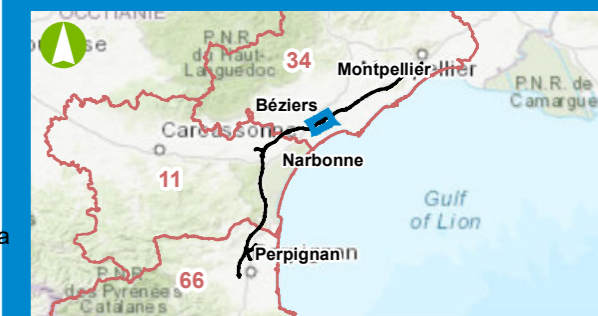 OCCITANIE
P.N.R.
du Haut-
Languedoc
34
Montpellier
Béziers
P.N.R. de
Camargue
Carcassonne
Narbonne
11
Gulf
of Lion
a
Perpignan
66
P.N.R.
des Pyrénées
Catalanes